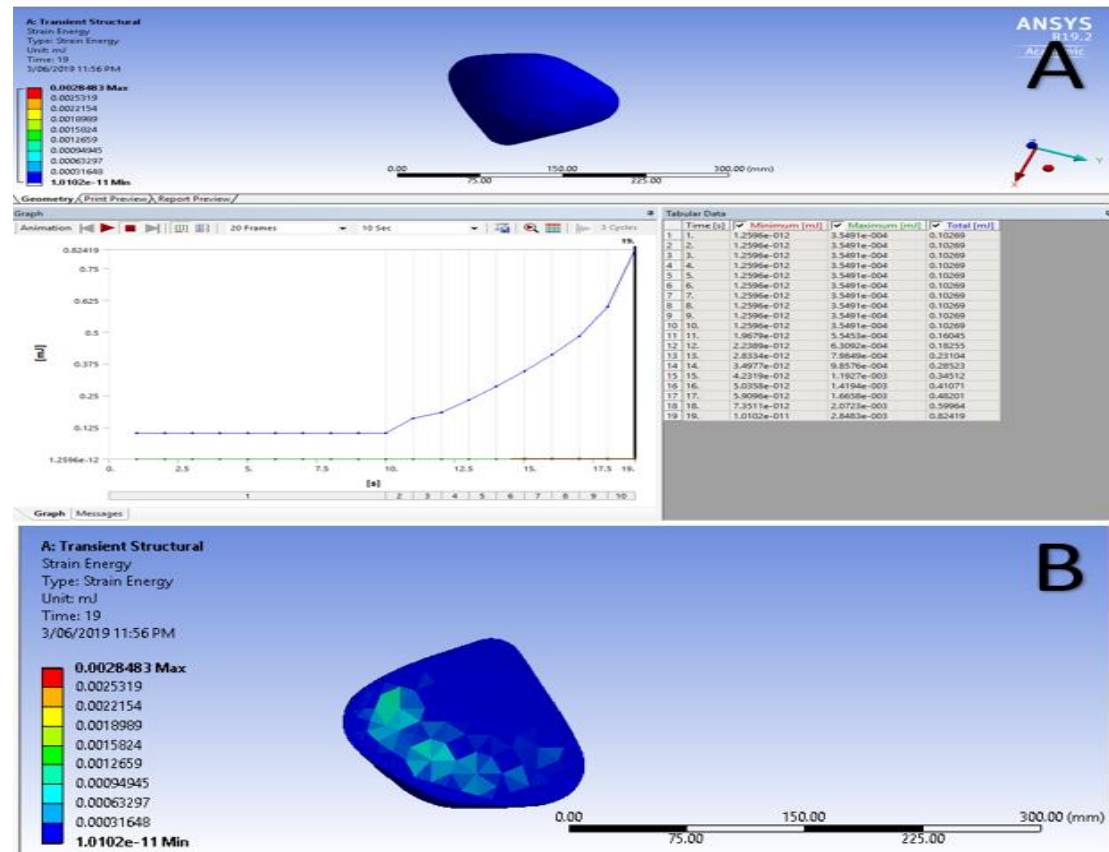 A: Transient Structural
Strain Energy
Type: Strain Energy
Unit: mJ
Time: 19
3/06/2019 11:56 PM
0.0028483 Max
0.0025319
0.0022154
0.0018989
0.0015824
0.0012659
0.00094945
0.00063297
0.00031648
1.0102e-11 Min
ANSYS
R19.2
Academic
A
0.00 150.00 300.00 (mm)
75.00 225.00
X
Y
Geometry Print Preview Report Preview
Graph
Animation 20 Frames 10 Sec 3 Cycles
19.
0.82419
0.75
0.625
0.5
0.375
0.25
0.125
1.2596e-12
[mJ]
0. 2.5 5. 7.5 10. 12.5 15. 17.5 19.
[s]
1 2 3 4 5 6 7 8 9 10
Graph Messages
Tabular Data
Time [s] Minimum [mJ] Maximum [mJ] Total [mJ]
1 1. 1.2596e-012 3.5491e-004 0.10269
2 2. 1.2596e-012 3.5491e-004 0.10269
3 3. 1.2596e-012 3.5491e-004 0.10269
4 4. 1.2596e-012 3.5491e-004 0.10269
5 5. 1.2596e-012 3.5491e-004 0.10269
6 6. 1.2596e-012 3.5491e-004 0.10269
7 7. 1.2596e-012 3.5491e-004 0.10269
8 8. 1.2596e-012 3.5491e-004 0.10269
9 9. 1.2596e-012 3.5491e-004 0.10269
10 10. 1.2596e-012 3.5491e-004 0.10269
11 11. 1.9679e-012 5.5453e-004 0.16045
12 12. 2.2389e-012 6.3092e-004 0.18255
13 13. 2.8334e-012 7.9849e-004 0.23104
14 14. 3.4977e-012 9.8576e-004 0.28523
15 15. 4.2319e-012 1.1927e-003 0.34512
16 16. 5.0358e-012 1.4194e-003 0.41071
17 17. 5.9096e-012 1.6658e-003 0.48201
18 18. 7.3511e-012 2.0723e-003 0.59964
19 19. 1.0102e-011 2.8483e-003 0.82419
A: Transient Structural
Strain Energy
Type: Strain Energy
Unit: mJ
Time: 19
3/06/2019 11:56 PM
0.0028483 Max
0.0025319
0.0022154
0.0018989
0.0015824
0.0012659
0.00094945
0.00063297
0.00031648
1.0102e-11 Min
B
0.00 150.00 300.00 (mm)
75.00 225.00